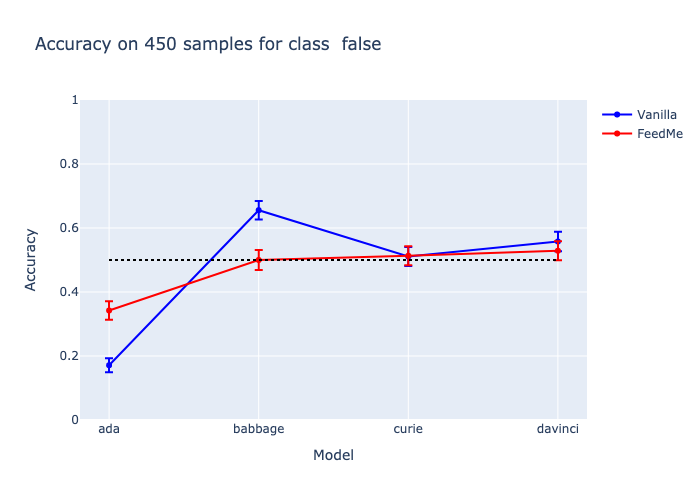 Accuracy on 450 samples for class  false
Vanilla
FeedMe
1
0.8
0.6
0.4
0.2
0
Accuracy
ada
babbage
curie
davinci
Model